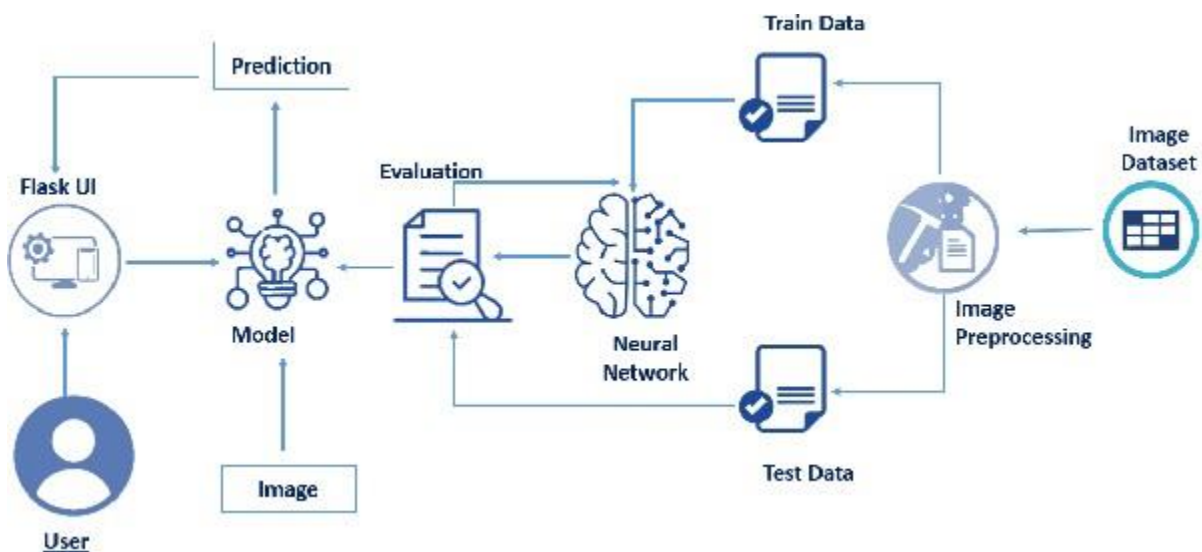 Train Data
Prediction
Image
Dataset
Evaluation
Flask UI
Image
Preprocessing
Model
Neural
Network
Test Data
Image
User